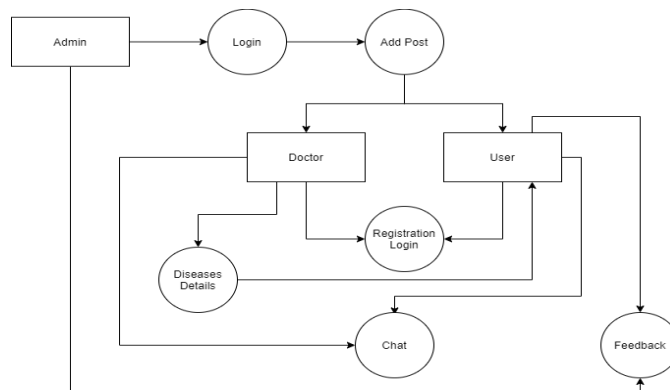 Admin
Login
Add Post
Doctor
User
Registration
Login
Diseases
Details
Chat
Feedback